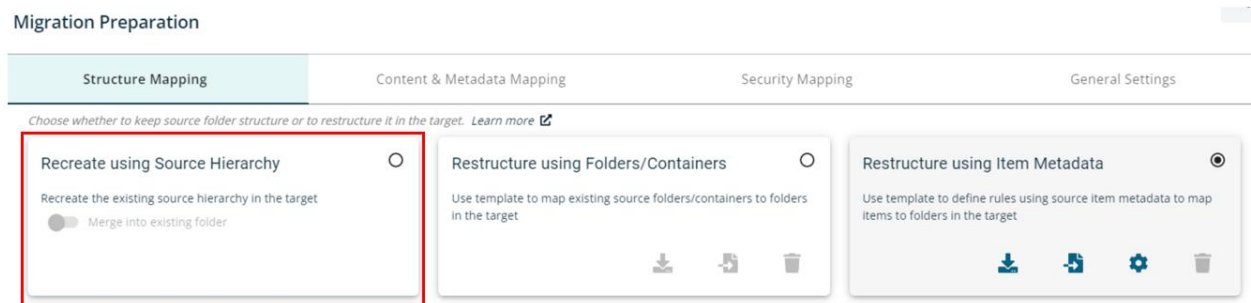 Migration Preparation
Structure Mapping
Content & Metadata Mapping
Security Mapping
General Settings
Choose whether to keep source folder structure or to restructure it in the target. Learn more
Recreate using Source Hierarchy
Recreate the existing source hierarchy in the target
Merge into existing folder
Restructure using Folders/Containers
Use template to map existing source folders/containers to folders
in the target
Restructure using Item Metadata
Use template to define rules using source item metadata to map
items to folders in the target